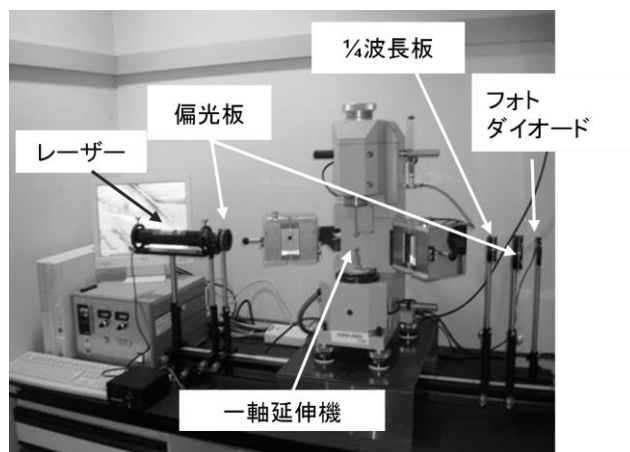 ¼波長板
フォト
ダイオード
偏光板
レーザー
一軸延伸機